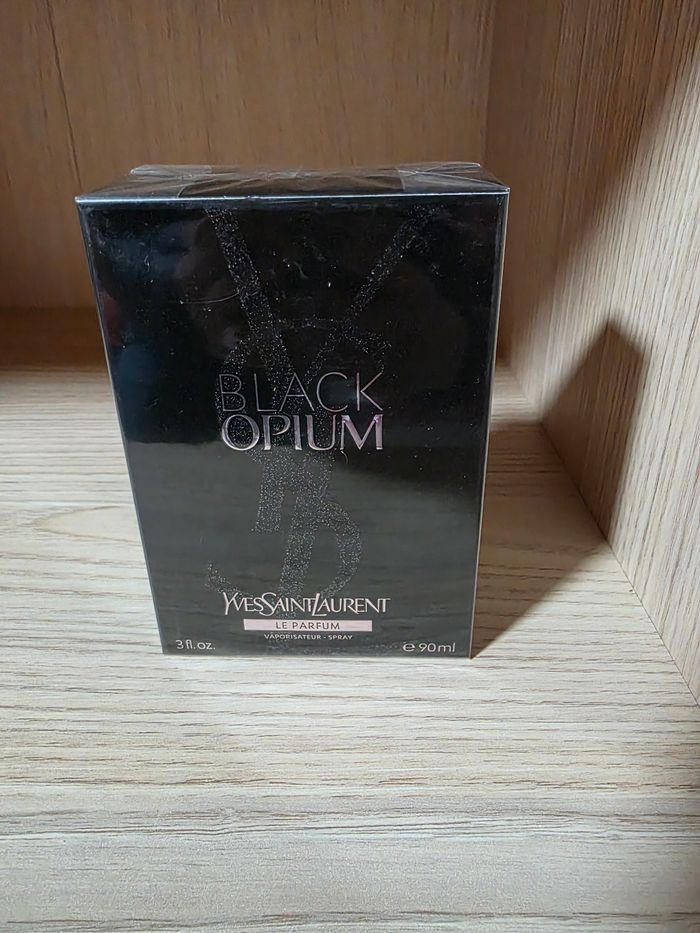 BLACK
OPIUM
YVESSAINTLAURENT
LE PARFUM
VAPORISATEUR - SPRAY
3 fl. oz. ℮ 90 ml